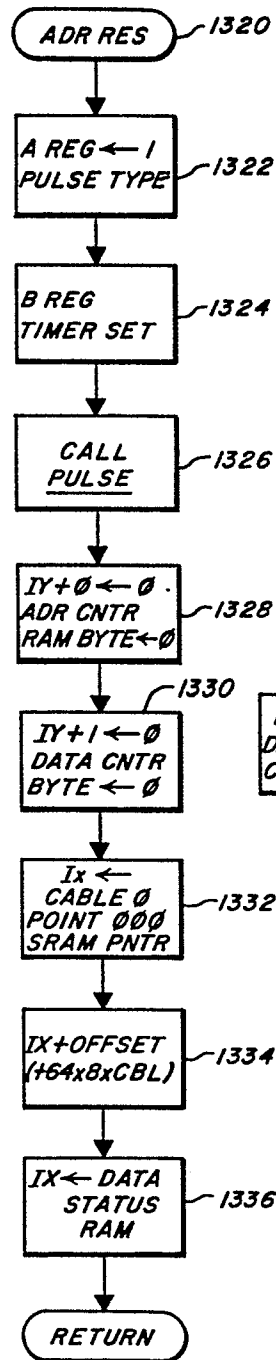 ADR RES
1320
A REG ← 1
PULSE TYPE
1322
B REG
TIMER SET
1324
CALL
PULSE
1326
IY+Ø ← Ø
ADR CNTR
RAM BYTE ← Ø
1328
1330
IY+1 ← Ø
DATA CNTR
BYTE ← Ø
Ix ←
CABLE Ø
POINT ØØØ
SRAM PNTR
1332
IX+OFFSET
(+64x8xCBL)
1334
IX ← DATA
STATUS
RAM
1336
RETURN
D
C